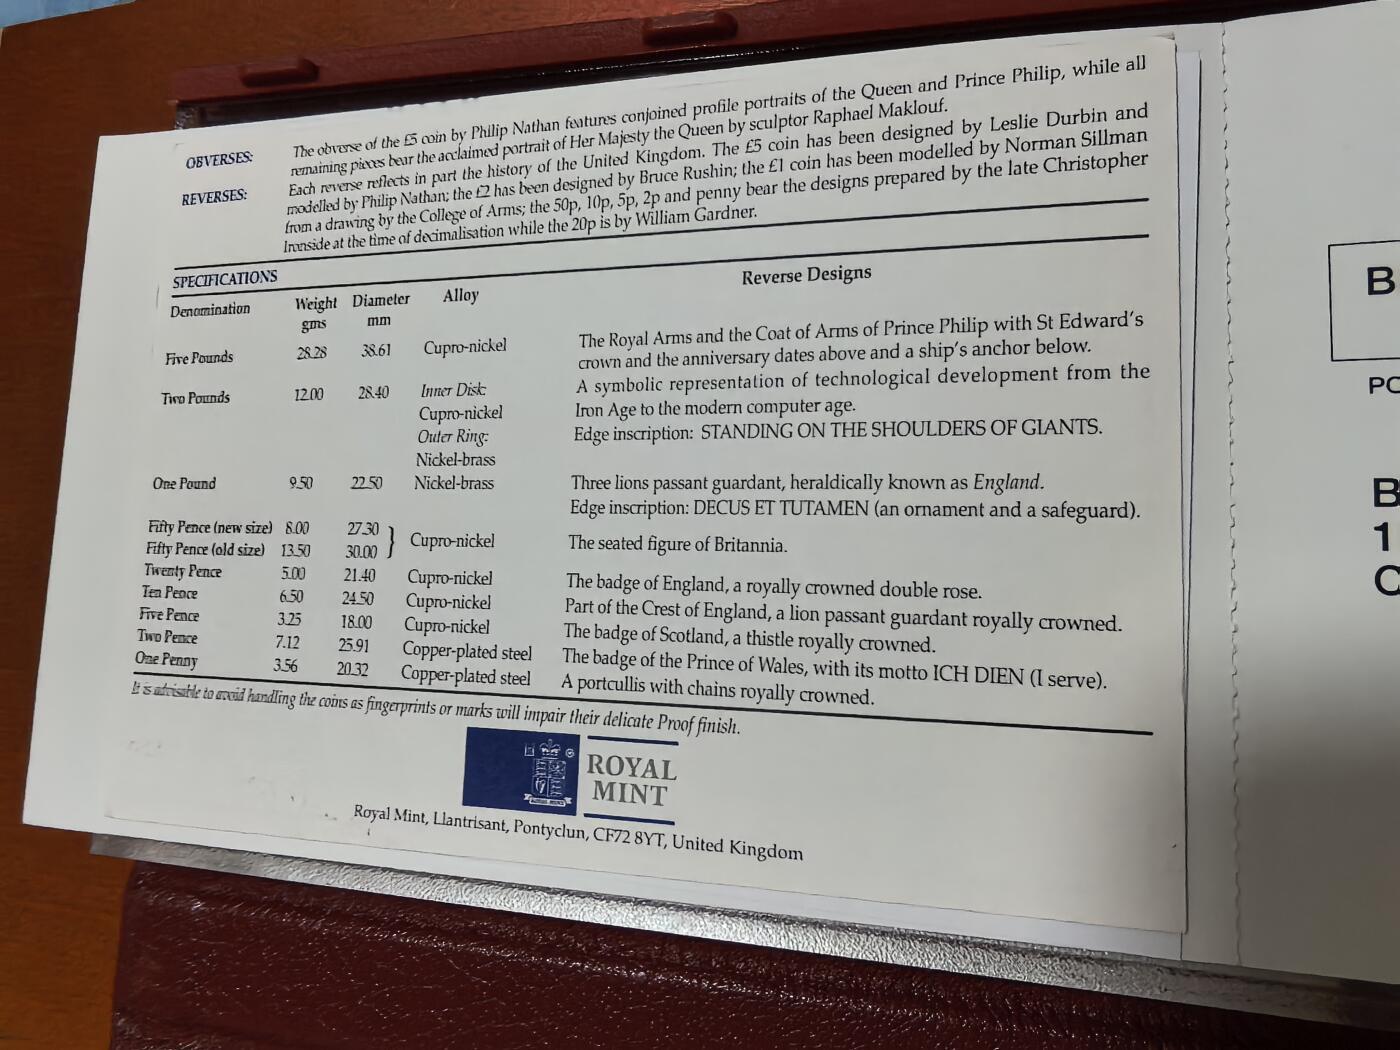 OBVERSES: The obverse of the £5 coin by Philip Nathan features conjoined profile portraits of the Queen and Prince Philip, while all
remaining pieces bear the acclaimed portrait of Her Majesty the Queen by sculptor Raphael Maklouf.
REVERSES: Each reverse reflects in part the history of the United Kingdom. The £5 coin has been designed by Leslie Durbin and
modelled by Philip Nathan; the £2 has been designed by Bruce Rushin; the £1 coin has been modelled by Norman Sillman
from a drawing by the College of Arms; the 50p, 10p, 5p, 2p and penny bear the designs prepared by the late Christopher
Ironside at the time of decimalisation while the 20p is by William Gardner.
SPECIFICATIONS
Denomination Weight Diameter Alloy Reverse Designs
gms mm
Five Pounds 28.28 38.61 Cupro-nickel The Royal Arms and the Coat of Arms of Prince Philip with St Edward's
crown and the anniversary dates above and a ship's anchor below.
Two Pounds 12.00 28.40 Inner Disk: A symbolic representation of technological development from the
Cupro-nickel Iron Age to the modern computer age.
Outer Ring: Edge inscription: STANDING ON THE SHOULDERS OF GIANTS.
Nickel-brass
One Pound 9.50 22.50 Nickel-brass Three lions passant guardant, heraldically known as England.
Edge inscription: DECUS ET TUTAMEN (an ornament and a safeguard).
Fifty Pence (new size) 8.00 27.30
Fifty Pence (old size) 13.50 30.00 } Cupro-nickel The seated figure of Britannia.
Twenty Pence 5.00 21.40 Cupro-nickel The badge of England, a royally crowned double rose.
Ten Pence 6.50 24.50 Cupro-nickel Part of the Crest of England, a lion passant guardant royally crowned.
Five Pence 3.25 18.00 Cupro-nickel The badge of Scotland, a thistle royally crowned.
Two Pence 7.12 25.91 Copper-plated steel The badge of the Prince of Wales, with its motto ICH DIEN (I serve).
One Penny 3.56 20.32 Copper-plated steel A portcullis with chains royally crowned.
It is advisable to avoid handling the coins as fingerprints or marks will impair their delicate Proof finish.
ROYAL
MINT
Royal Mint, Llantrisant, Pontyclun, CF72 8YT, United Kingdom
B
PO
B
1
C